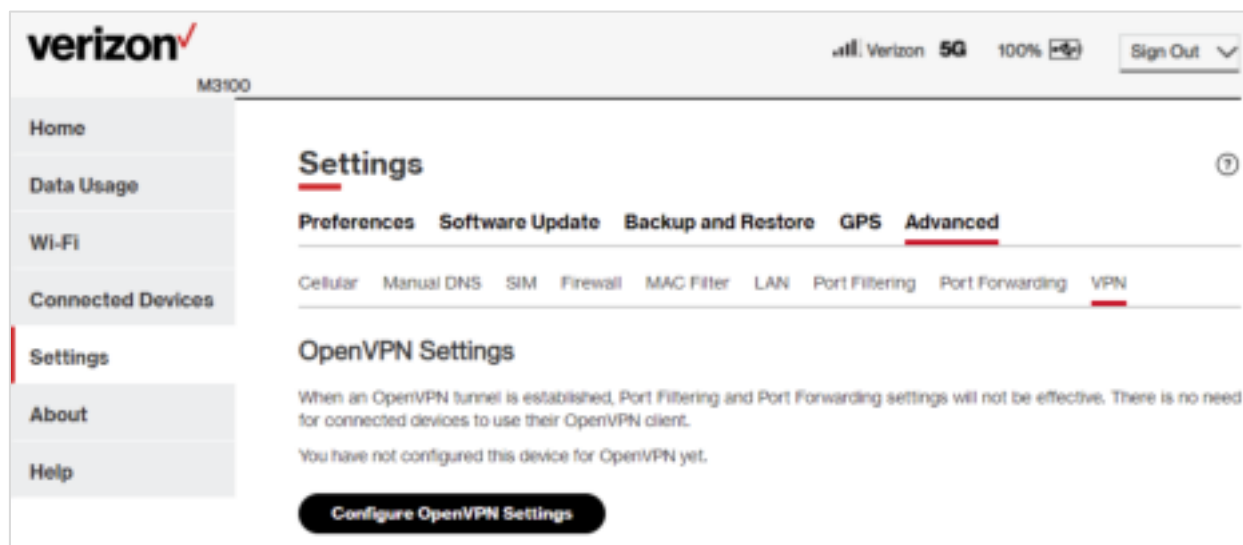 verizon
Verizon 5G 100% Sign Out
M3100
Home
Data Usage
Wi-Fi
Connected Devices
Settings
About
Help
Settings
Preferences Software Update Backup and Restore GPS Advanced
Cellular Manual DNS SIM Firewall MAC Filter LAN Port Filtering Port Forwarding VPN
OpenVPN Settings
When an OpenVPN tunnel is established, Port Filtering and Port Forwarding settings will not be effective. There is no need
for connected devices to use their OpenVPN client.
You have not configured this device for OpenVPN yet.
Configure OpenVPN Settings